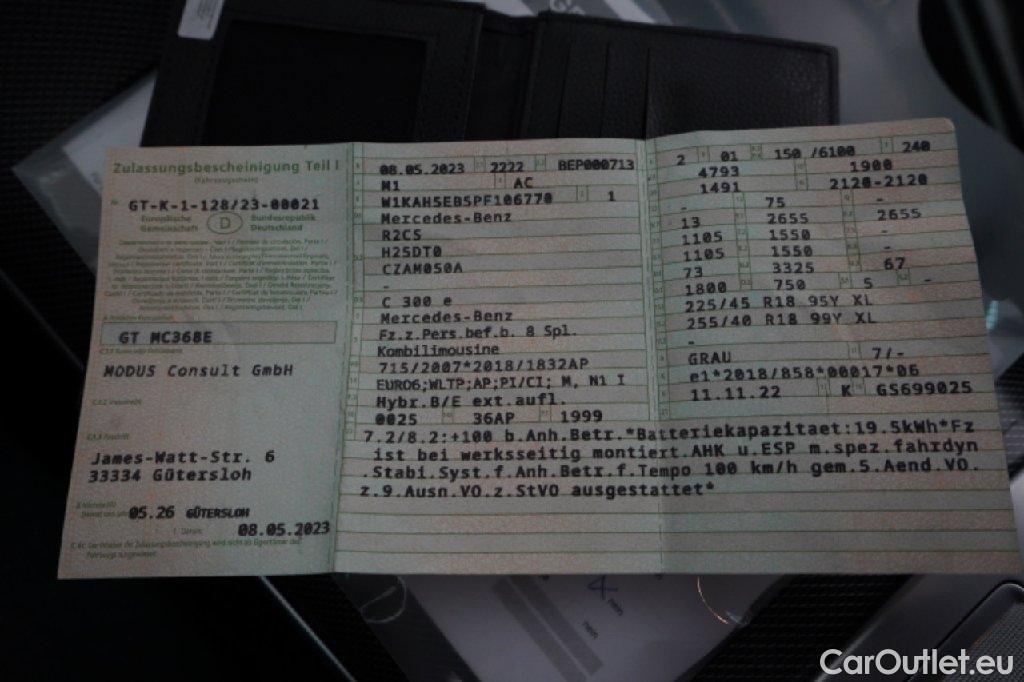 Zulassungsbescheinigung Teil I
(Fahrzeugschein)
GT-K-1-128/23-00021
Europäische Gemeinschaft D Bundesrepublik Deutschland
GT MC368E
MODUS Consult GmbH
James-Watt-Str. 6
33334 Gütersloh
05.26 GÜTERSLOH
08.05.2023
08.05.2023 2222 BEP000713
M1 AC
W1KAH5EB5PF106770 1
Mercedes-Benz
R2CS
H25DT0
CZAM050A
-
C 300 e
Mercedes-Benz
Fz.z.Pers.bef.b. 8 Spl.
Kombilimousine
715/2007*2018/1832AP
EURO6;WLTP;AP;PI/CI; M, N1 I
Hybr.B/E ext.aufl.
0025 36AP 1999
2 01 150 /6100 240
4793 1900
1491 2120-2120
- 75 -
13 2655 2655
1105 1550 -
1105 1550 -
73 3325 67
1800 750 5 -
225/45 R18 95Y XL
255/40 R18 99Y XL
-
GRAU 7/-
e1*2018/858*00017*06
11.11.22 K GS699025
7.2/8.2:+100 b.Anh.Betr.*Batteriekapazitaet:19.5kWh*Fz
ist bei werksseitig montiert.AHK u.ESP m.spez.fahrdyn
.Stabi.Syst.f.Anh.Betr.f.Tempo 100 km/h gem.5.Aend.VO.
z.9.Ausn.VO.z.StVO ausgestattet*
nein
nein
CarOutlet.eu